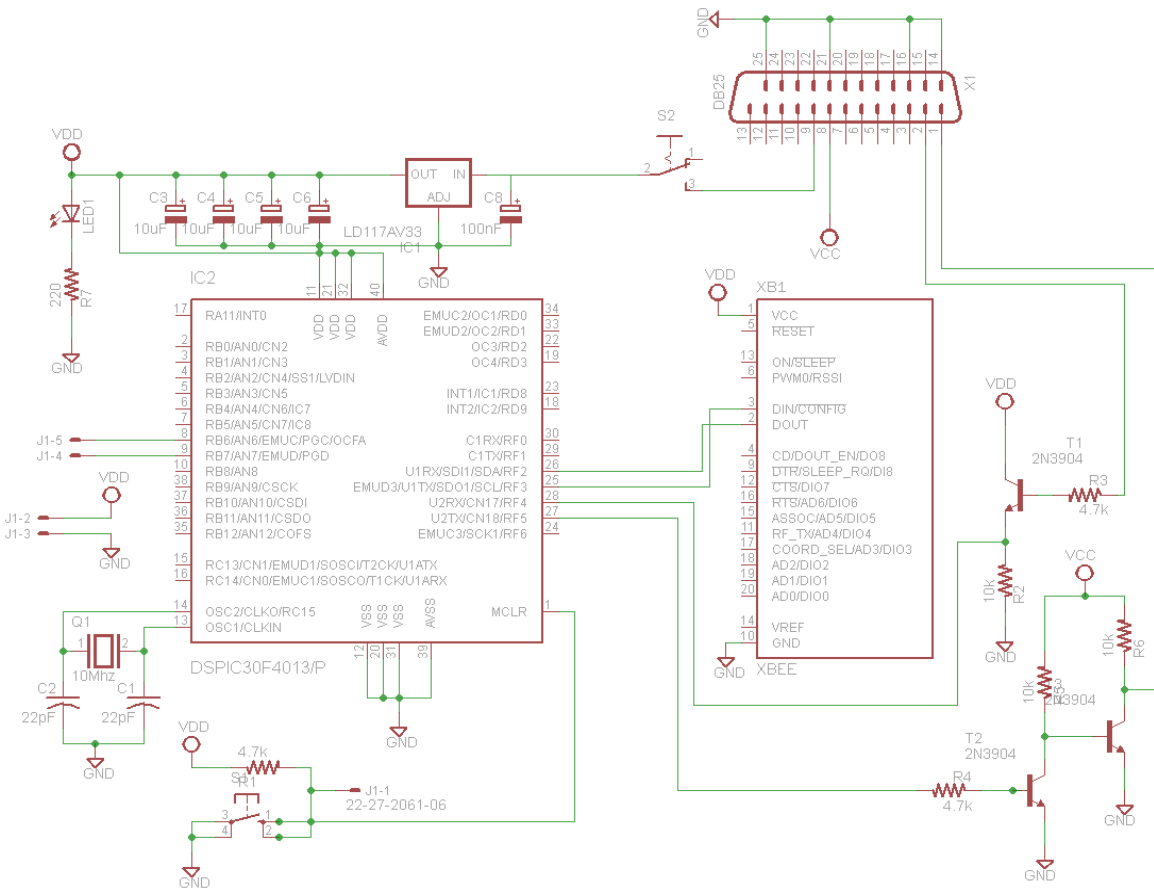 GND
25 24 23 22 21 20 19 18 17 16 15 14
DB25
X1
13 12 11 10 9 8 7 6 5 4 3 2 1
VCC
S2
2
1
3
VDD
LED1
220
R7
GND
C3
10uF
C4
10uF
C5
10uF
C6
10uF
OUT IN
ADJ
LD117AV33
IC1
C8
100nF
GND
IC2
11 21 32 40
VDD VDD VDD AVDD
17 RA11/INT0
2 RB0/AN0/CN2
3 RB1/AN1/CN3
4 RB2/AN2/CN4/SS1/LVDIN
5 RB3/AN3/CN5
6 RB4/AN4/CN6/IC7
7 RB5/AN5/CN7/IC8
8 RB6/AN6/EMUC/PGC/OCFA
9 RB7/AN7/EMUD/PGD
10 RB8/AN8
38 RB9/AN9/CSCK
37 RB10/AN10/CSDI
36 RB11/AN11/CSDO
35 RB12/AN12/COFS
15 RC13/CN1/EMUD1/SOSCI/T2CK/U1ATX
16 RC14/CN0/EMUC1/SOSCO/T1CK/U1ARX
14 OSC2/CLKO/RC15
13 OSC1/CLKIN
EMUC2/OC1/RD0 34
EMUD2/OC2/RD1 33
OC3/RD2 22
OC4/RD3 19
INT1/IC1/RD8 23
INT2/IC2/RD9 18
C1RX/RF0 30
C1TX/RF1 29
U1RX/SDI1/SDA/RF2 26
EMUD3/U1TX/SDO1/SCL/RF3 25
U2RX/CN17/RF4 28
U2TX/CN18/RF5 27
EMUC3/SCK1/RF6 24
MCLR 1
VSS VSS VSS AVSS
12 20 31 39
DSPIC30F4013/P
GND
J1-5
J1-4
VDD
J1-2
J1-3
GND
Q1
1 2
10Mhz
C2
22pF
C1
22pF
GND
VDD
4.7k
R1
S1
3 1
4 2
J1-1
22-27-2061-06
GND
VDD
XB1
1 VCC
5 RESET
13 ON/SLEEP
6 PWM0/RSSI
3 DIN/CONFIG
2 DOUT
4 CD/DOUT_EN/DO8
9 DTR/SLEEP_RQ/DI8
12 CTS/DIO7
16 RTS/AD6/DIO6
15 ASSOC/AD5/DIO5
11 RF_TX/AD4/DIO4
17 COORD_SEL/AD3/DIO3
18 AD2/DIO2
19 AD1/DIO1
20 AD0/DIO0
14 VREF
10 GND
XBEE
GND
VDD
T1
2N3904
R3
4.7k
10k
R2
GND
VCC
10k
10k
R6
2N3904
T2
2N3904
R4
4.7k
GND
GND